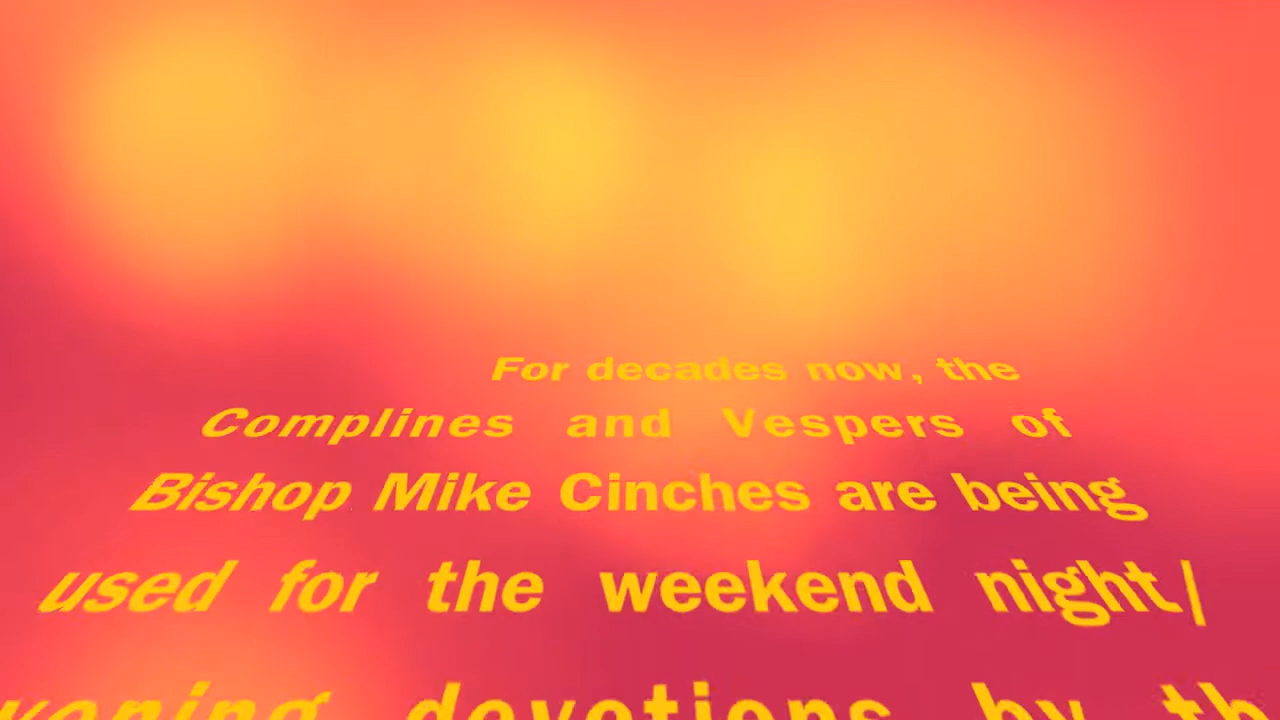 For decades now, the
Complines and Vespers of
Bishop Mike Cinches are being
used for the weekend night/
devotions by